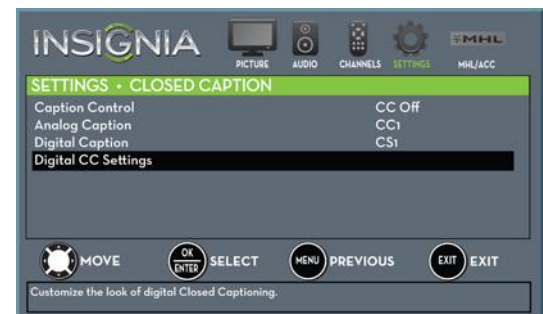 INSIGNIA
PICTURE AUDIO CHANNELS SETTINGS MHL/ACC
MHL
SETTINGS • CLOSED CAPTION
Caption Control CC Off
Analog Caption CC1
Digital Caption CS1
Digital CC Settings
MOVE OK ENTER SELECT MENU PREVIOUS EXIT EXIT
Customize the look of digital Closed Captioning.